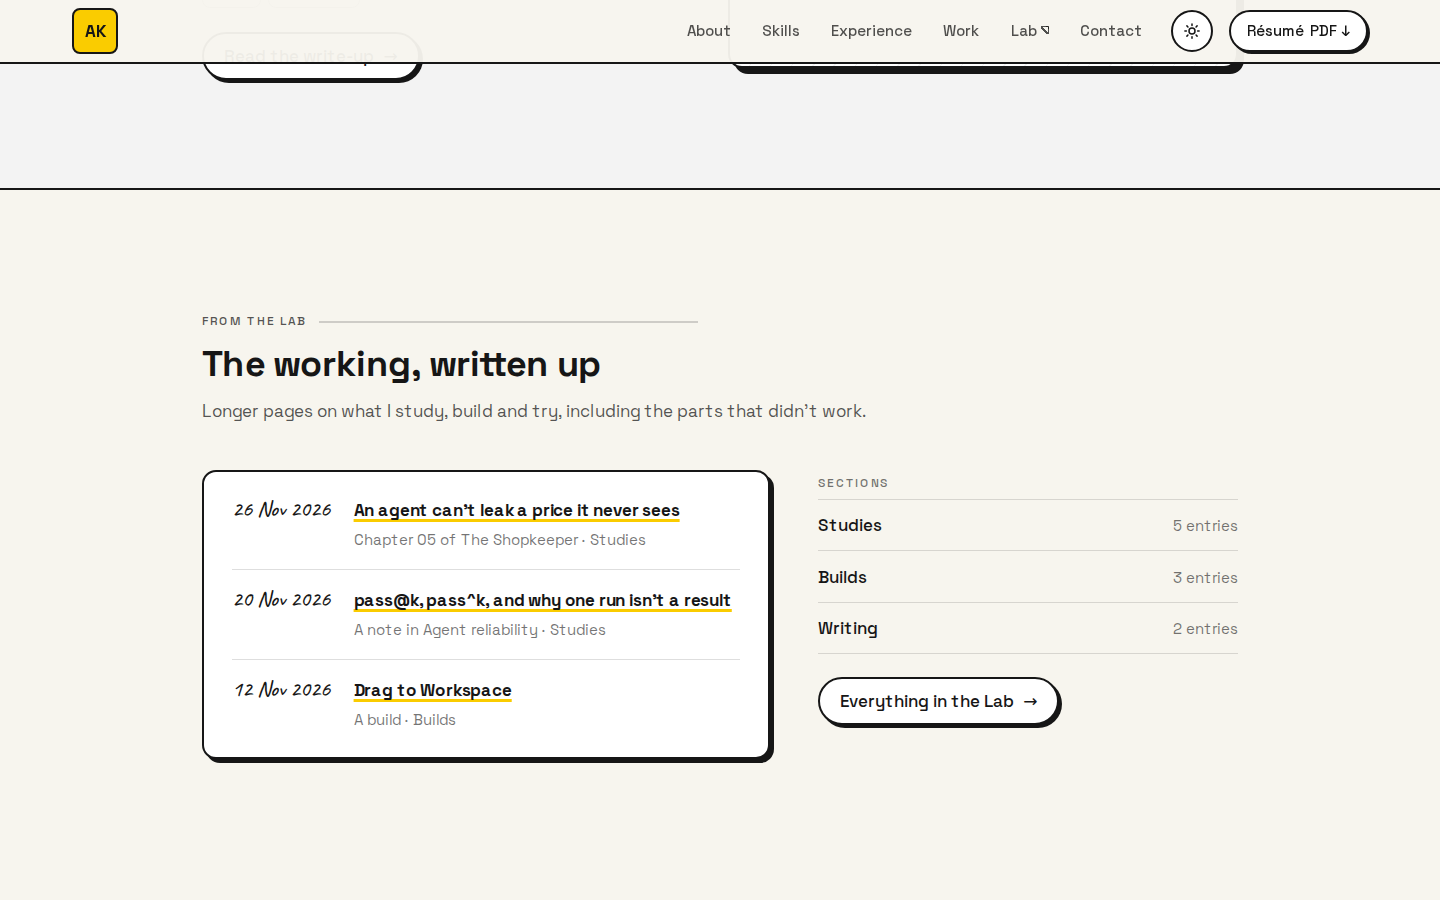 AK
About
Skills
Experience
Work
Lab
Contact
Résumé PDF ↓
Read the write-up →
FROM THE LAB
The working, written up
Longer pages on what I study, build and try, including the parts that didn’t work.
26 Nov 2026
An agent can’t leak a price it never sees
Chapter 05 of The Shopkeeper · Studies
20 Nov 2026
pass@k, pass^k, and why one run isn’t a result
A note in Agent reliability · Studies
12 Nov 2026
Drag to Workspace
A build · Builds
SECTIONS
Studies 5 entries
Builds 3 entries
Writing 2 entries
Everything in the Lab →